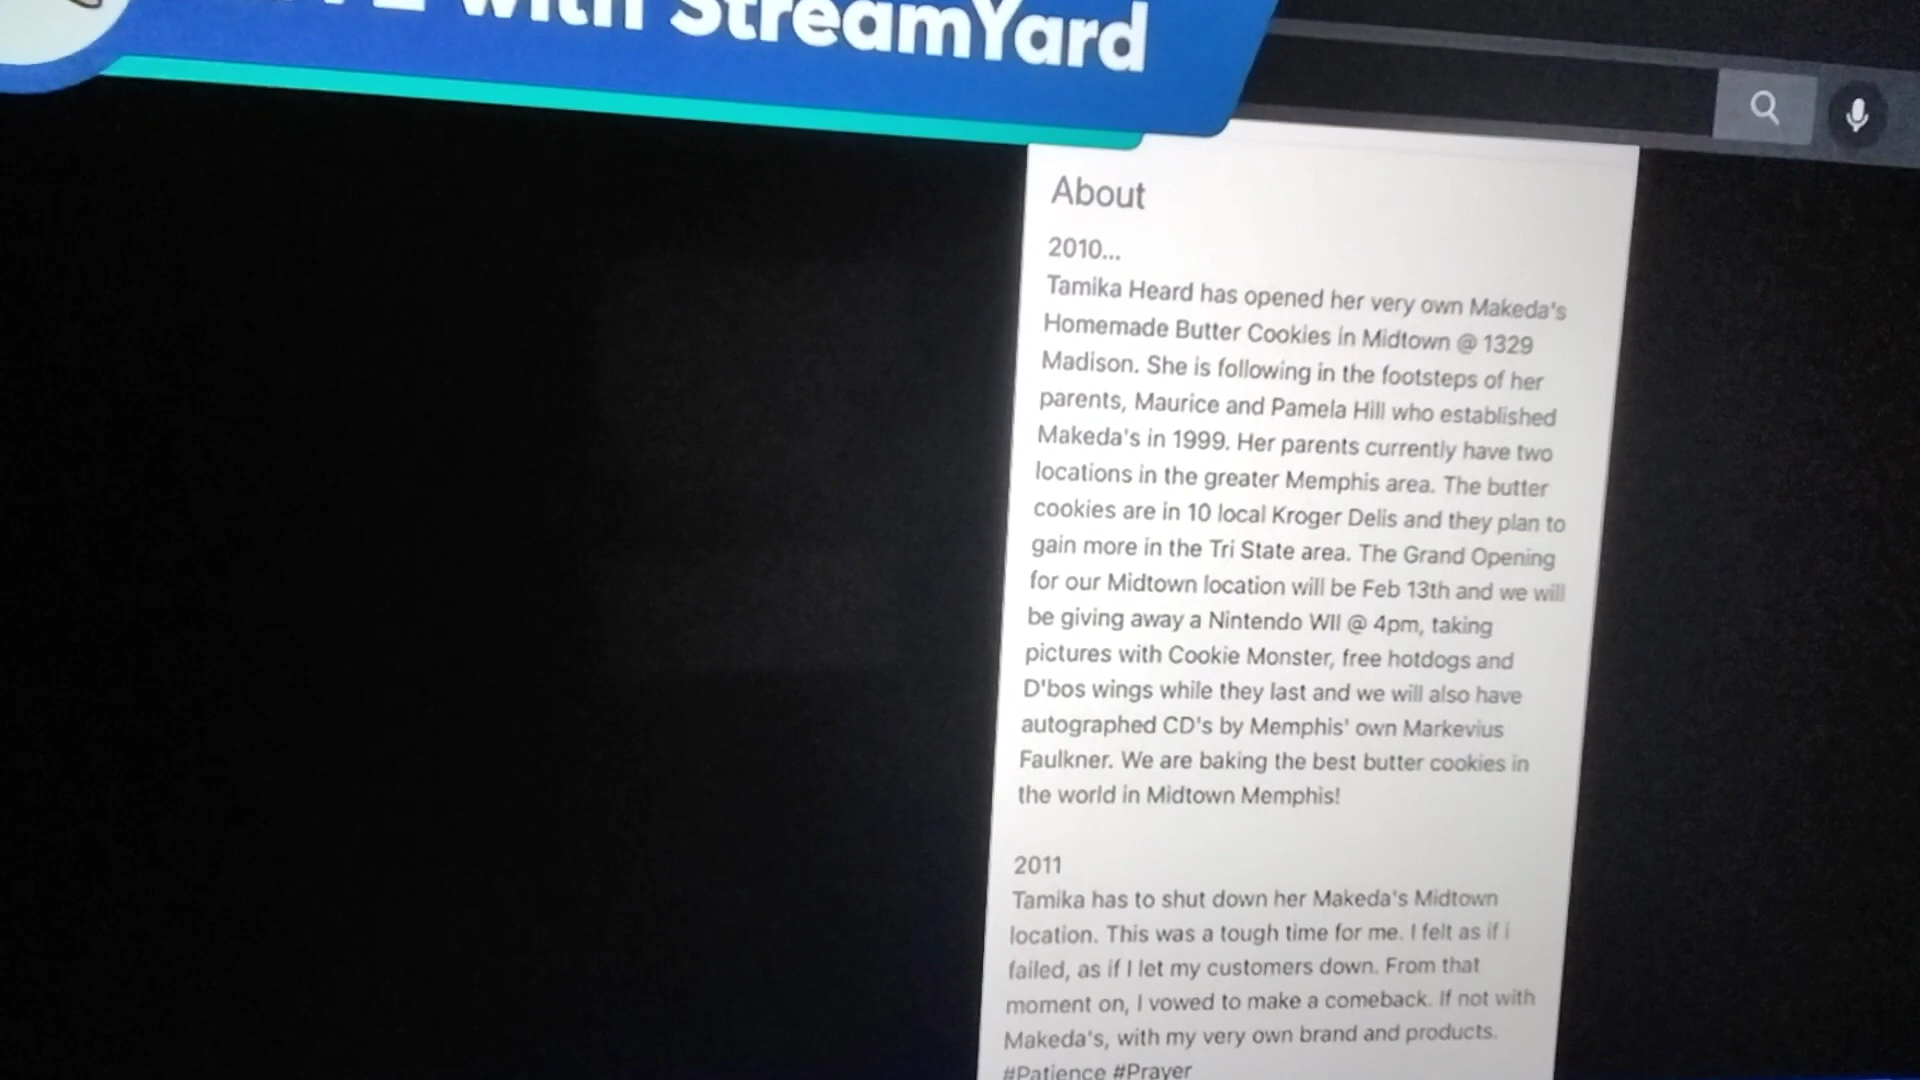 with StreamYard
About
2010...
Tamika Heard has opened her very own Makeda's
Homemade Butter Cookies in Midtown @ 1329
Madison. She is following in the footsteps of her
parents, Maurice and Pamela Hill who established
Makeda's in 1999. Her parents currently have two
locations in the greater Memphis area. The butter
cookies are in 10 local Kroger Delis and they plan to
gain more in the Tri State area. The Grand Opening
for our Midtown location will be Feb 13th and we will
be giving away a Nintendo WII @ 4pm, taking
pictures with Cookie Monster, free hotdogs and
D'bos wings while they last and we will also have
autographed CD's by Memphis' own Markevius
Faulkner. We are baking the best butter cookies in
the world in Midtown Memphis!
2011
Tamika has to shut down her Makeda's Midtown
location. This was a tough time for me. I felt as if i
failed, as if I let my customers down. From that
moment on, I vowed to make a comeback. If not with
Makeda's, with my very own brand and products.
#Patience #Prayer